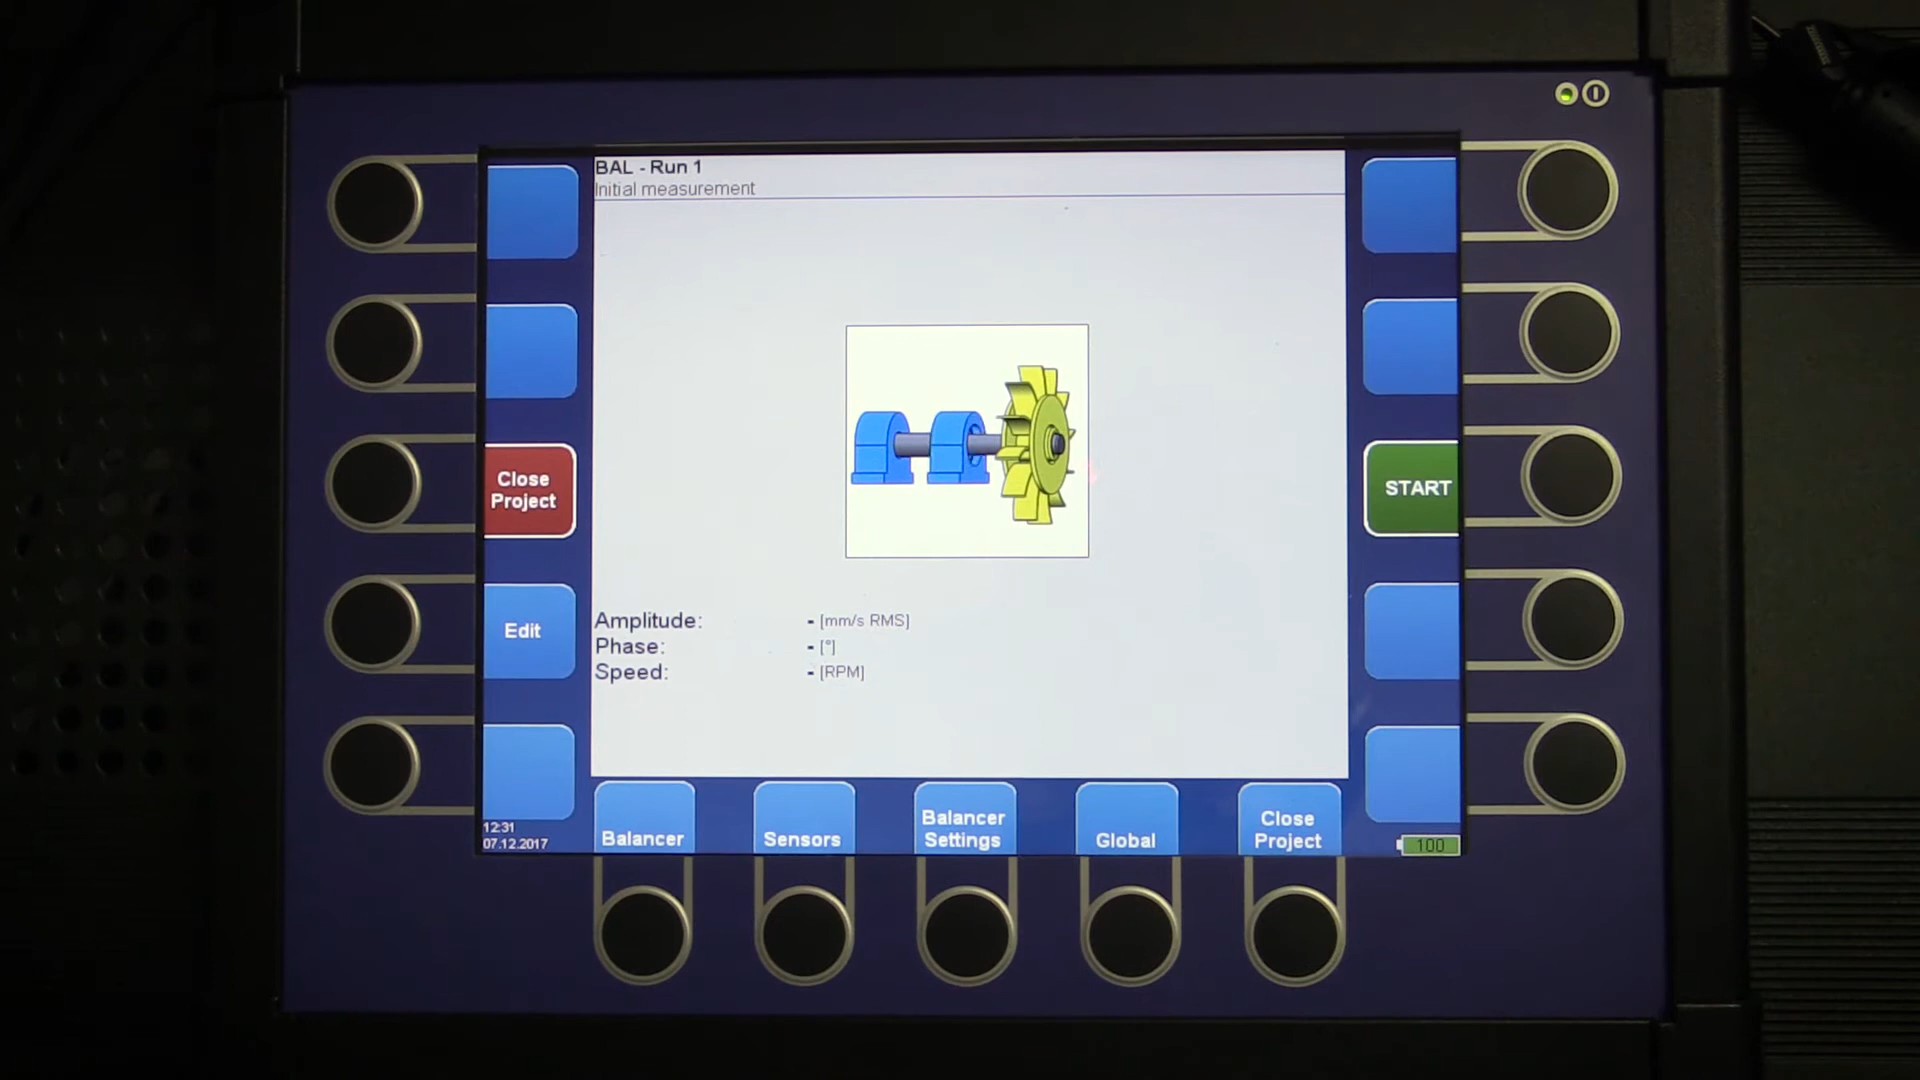 BAL - Run 1
Initial measurement
Close
Project
START
Edit
Amplitude: - [mm/s RMS]
Phase: - [°]
Speed: - [RPM]
12:31
07.12.2017
Balancer
Sensors
Balancer
Settings
Global
Close
Project
100